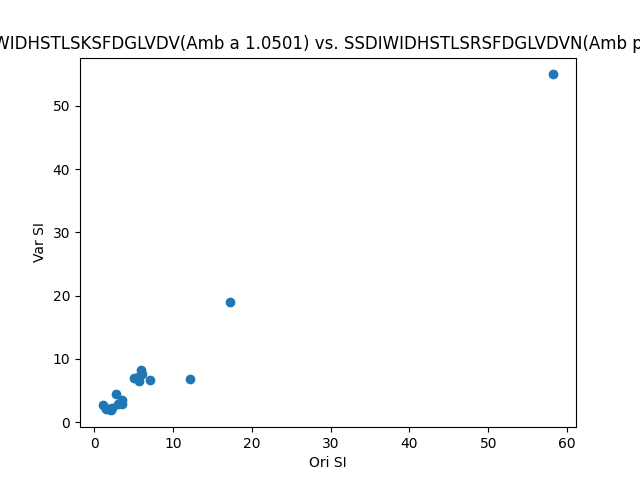 WIDHSTLSKSFDGLVDV(Amb a 1.0501) vs. SSDIWIDHSTLSRSFDGLVDVN(Amb p
Var SI
50
40
30
20
10
0
0 10 20 30 40 50 60
Ori SI